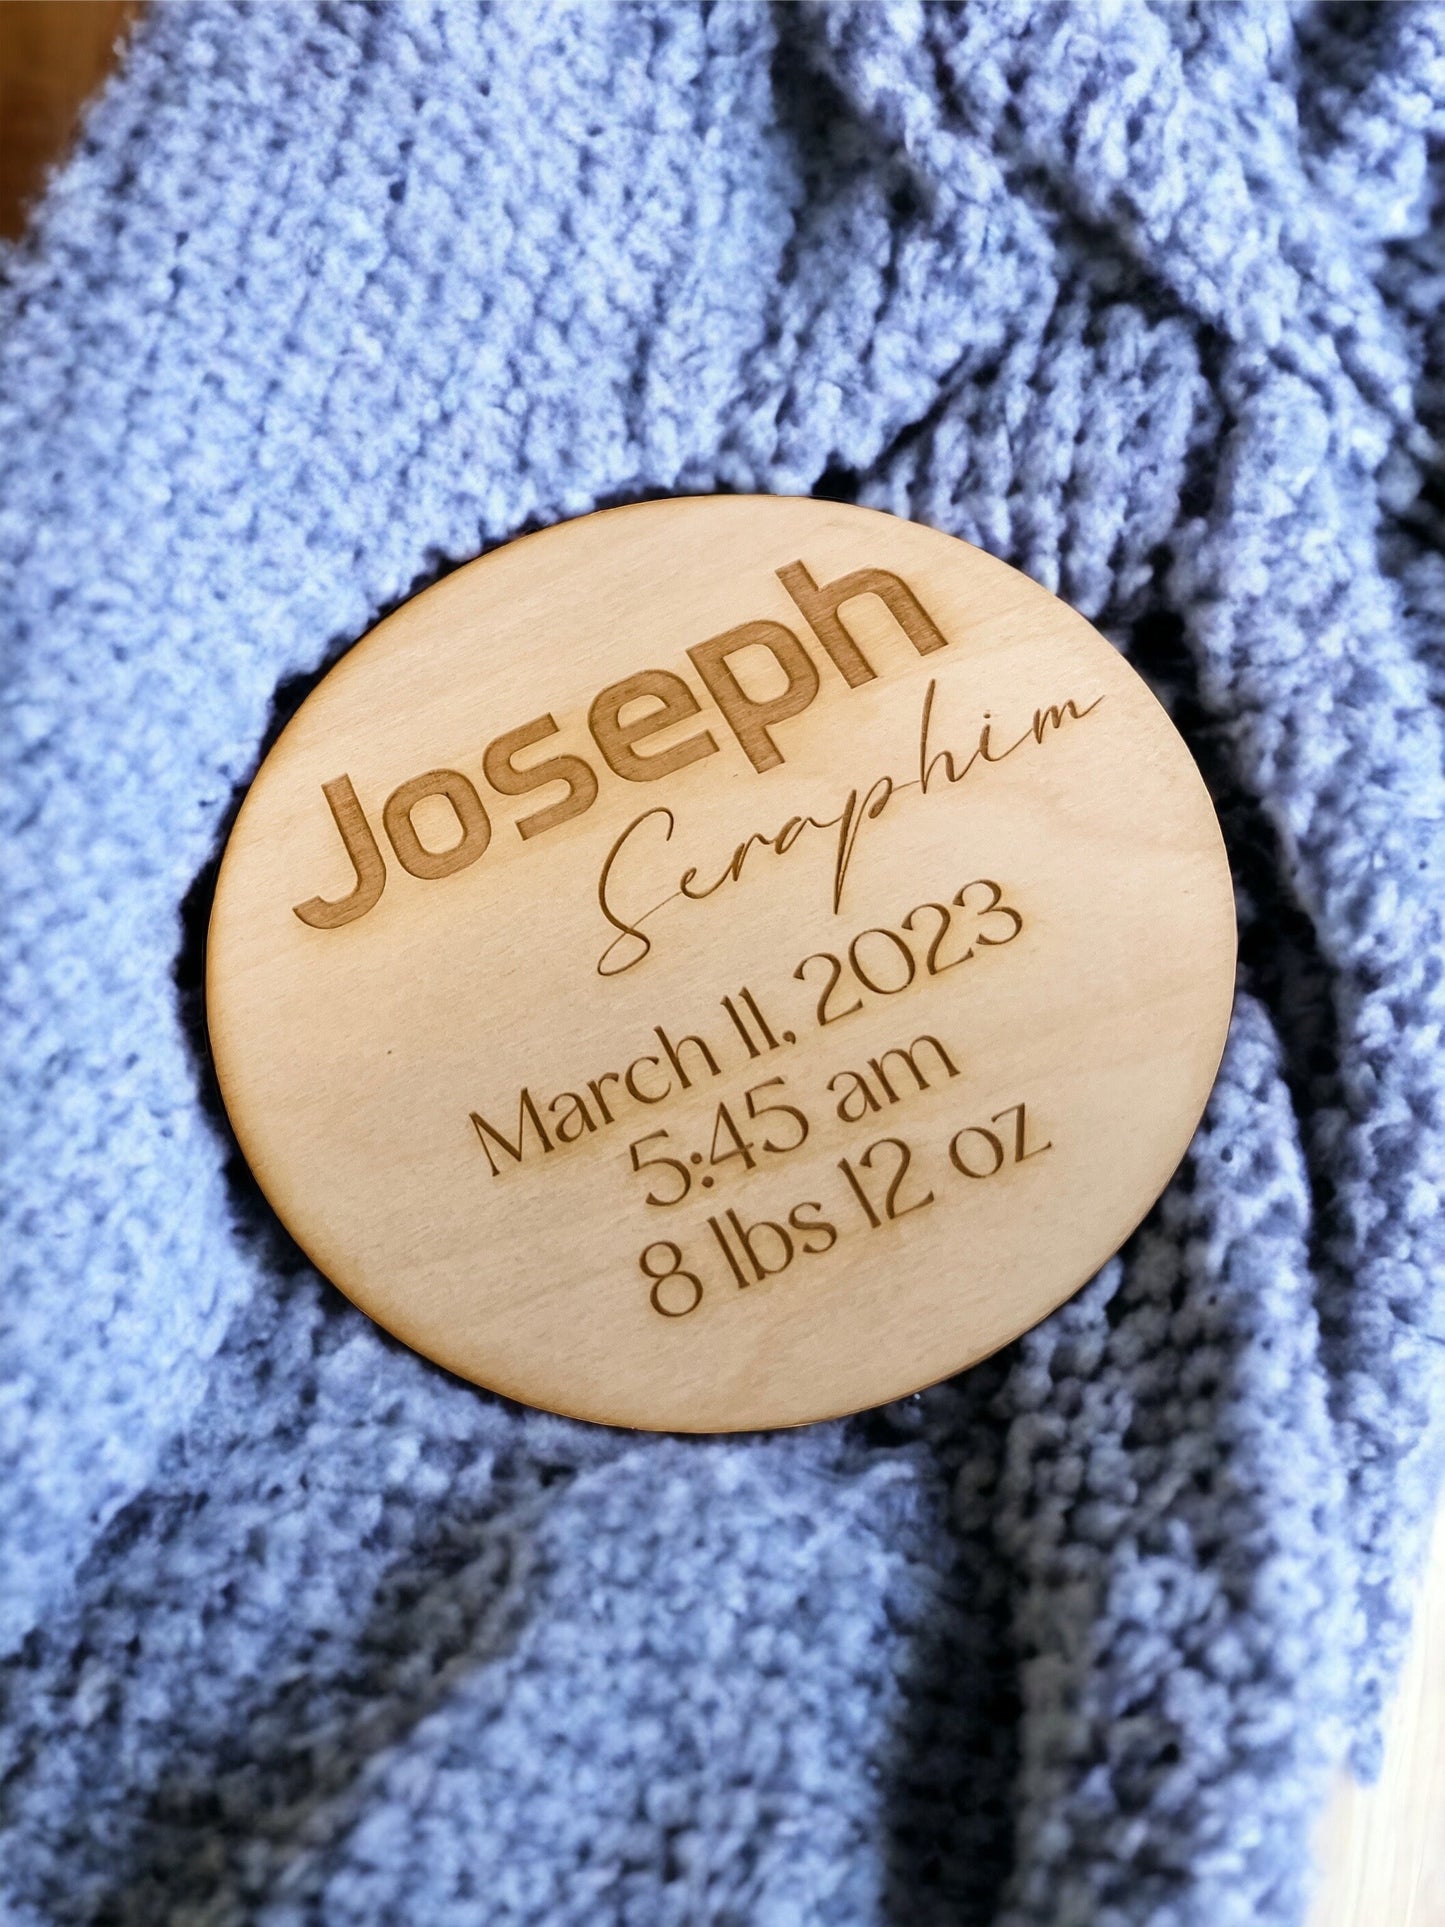 Joseph
Seraphim
March 11, 2023
5:45 am
8 lbs 12 oz